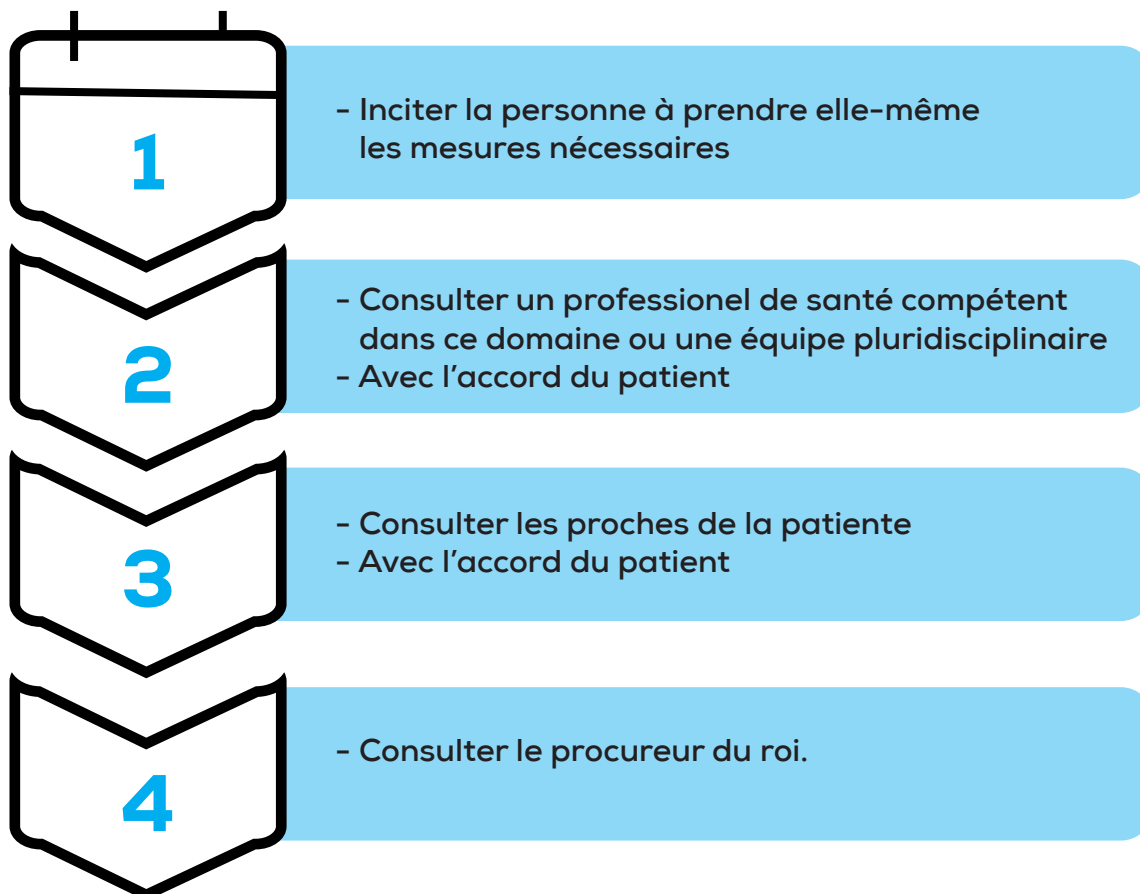 1
- Inciter la personne à prendre elle-même
les mesures nécessaires
2
- Consulter un professionel de santé compétent
dans ce domaine ou une équipe pluridisciplinaire
- Avec l'accord du patient
3
- Consulter les proches de la patiente
- Avec l'accord du patient
4
- Consulter le procureur du roi.